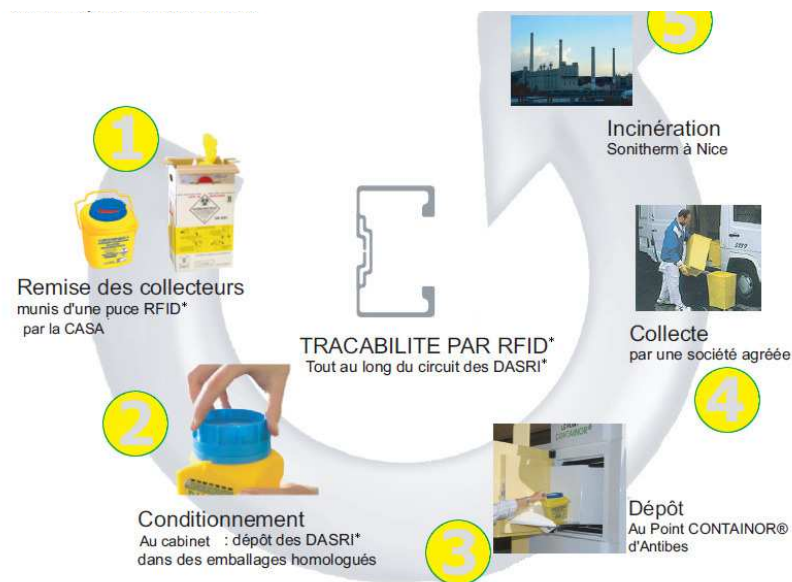 1
Remise des collecteurs
munis d'une puce RFID*
par la CASA
2
Conditionnement
Au cabinet : dépôt des DASRI*
dans des emballages homologués
3
CONTAINOR®
Dépôt
Au Point CONTAINOR®
d'Antibes
4
Collecte
par une société agréée
5
Incinération
Sonitherm à Nice
TRACABILITE PAR RFID*
Tout au long du circuit des DASRI*